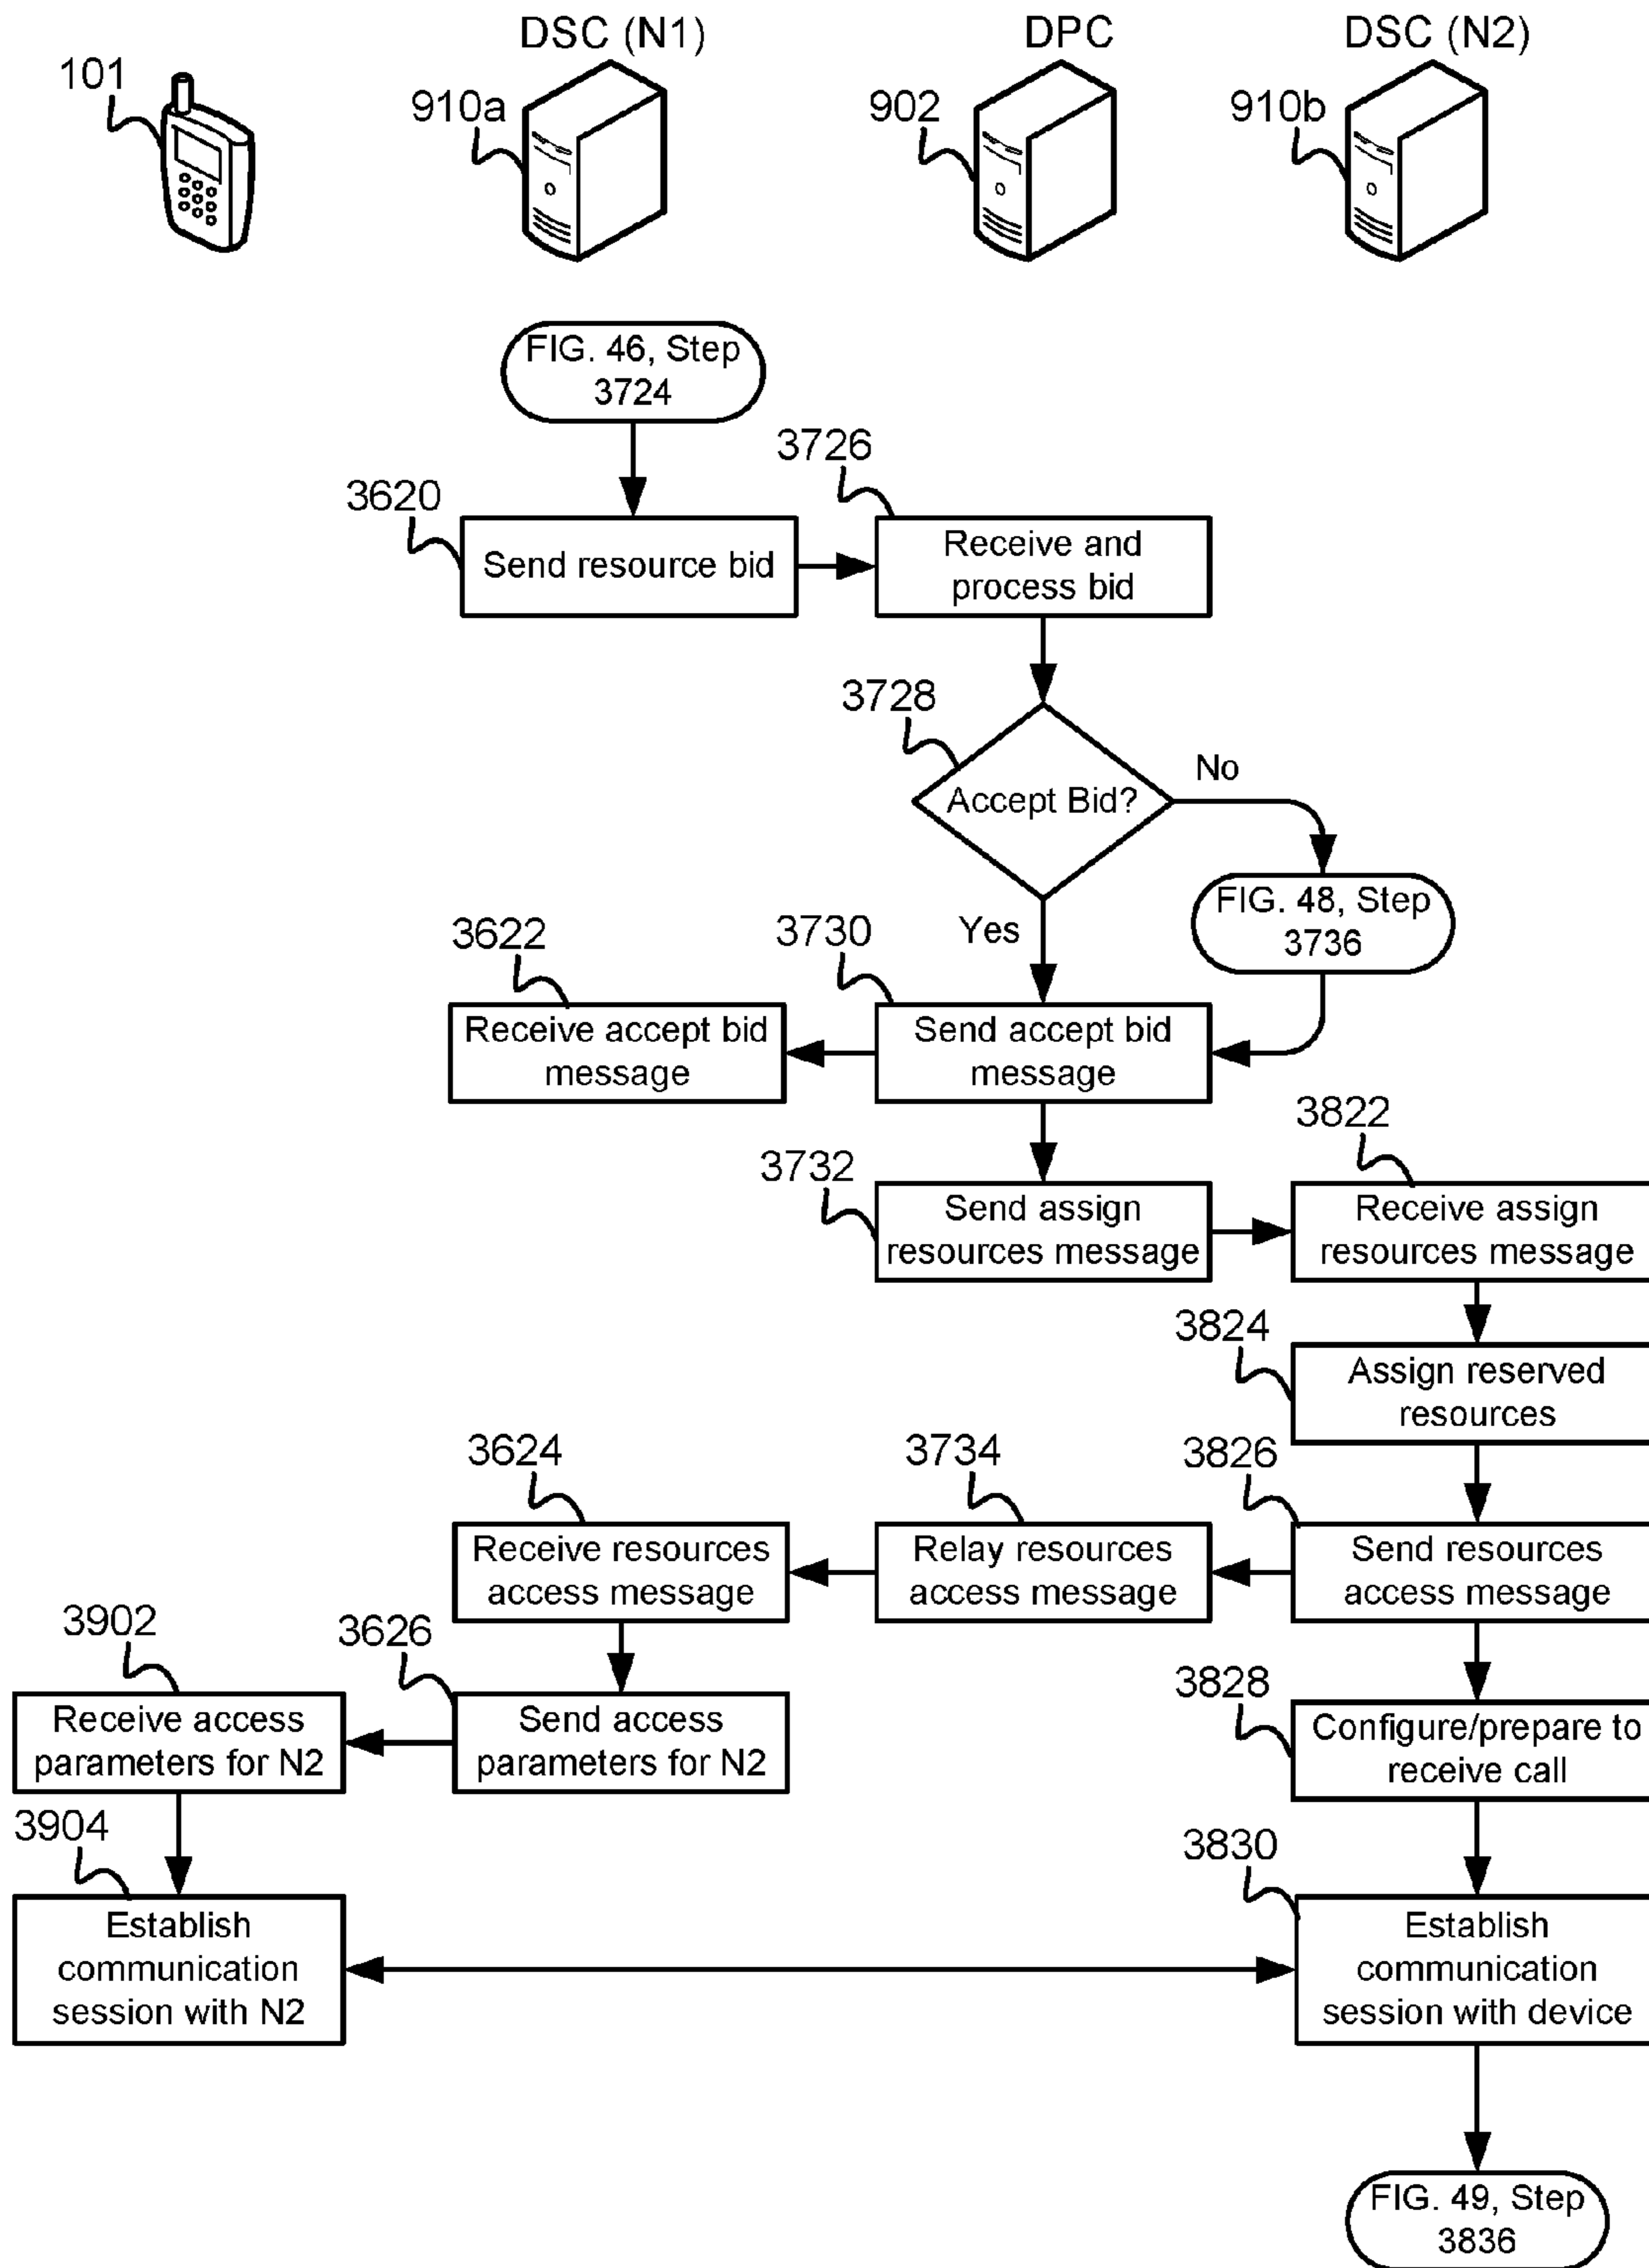 DSC (N1)
DPC
DSC (N2)
101
910a
902
910b
FIG. 46, Step
3724
3726
3620
Send resource bid
Receive and
process bid
3728
No
Accept Bid?
FIG. 48, Step
3736
Yes
3622
3730
Receive accept bid
message
Send accept bid
message
3822
3732
Send assign
resources message
Receive assign
resources message
3824
Assign reserved
resources
3624
3734
3826
Receive resources
access message
Relay resources
access message
Send resources
access message
3902
3626
3828
Receive access
parameters for N2
Send access
parameters for N2
Configure/prepare to
receive call
3904
3830
Establish
communication
session with N2
Establish
communication
session with device
FIG. 49, Step
3836